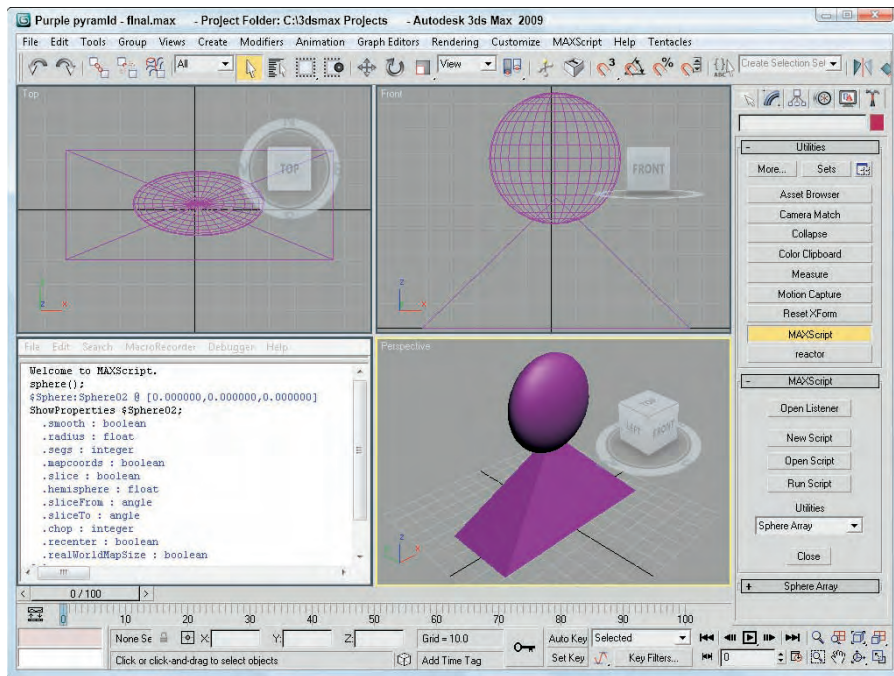 Purple pyramid - final.max - Project Folder: C:\3dsmax Projects - Autodesk 3ds Max 2009
File Edit Tools Group Views Create Modifiers Animation Graph Editors Rendering Customize MAXScript Help Tentacles
All
View
3
%
ABC
Create Selection Set
Top
TOP
Front
FRONT
z x
z x
Utilities
More... Sets
Asset Browser
Camera Match
Collapse
Color Clipboard
Measure
Motion Capture
Reset XForm
MAXScript
reactor
File Edit Search MacroRecorder Debugger Help
Welcome to MAXScript.
sphere();
$Sphere:Sphere02 @ [0.000000,0.000000,0.000000]
ShowProperties $Sphere02;
.smooth : boolean
.radius : float
.segs : integer
.mapcoords : boolean
.slice : boolean
.hemisphere : float
.sliceFrom : angle
.sliceTo : angle
.chop : integer
.recenter : boolean
.realWorldMapSize : boolean
Perspective
TOP
LEFT FRONT
z x
MAXScript
Open Listener
New Script
Open Script
Run Script
Utilities
Sphere Array
Close
Sphere Array
0 / 100
0 10 20 30 40 50 60 70 80 90 100
None Se X: Y: Z: Grid = 10.0 Auto Key Selected
Click or click-and-drag to select objects Add Time Tag Set Key Key Filters... 0